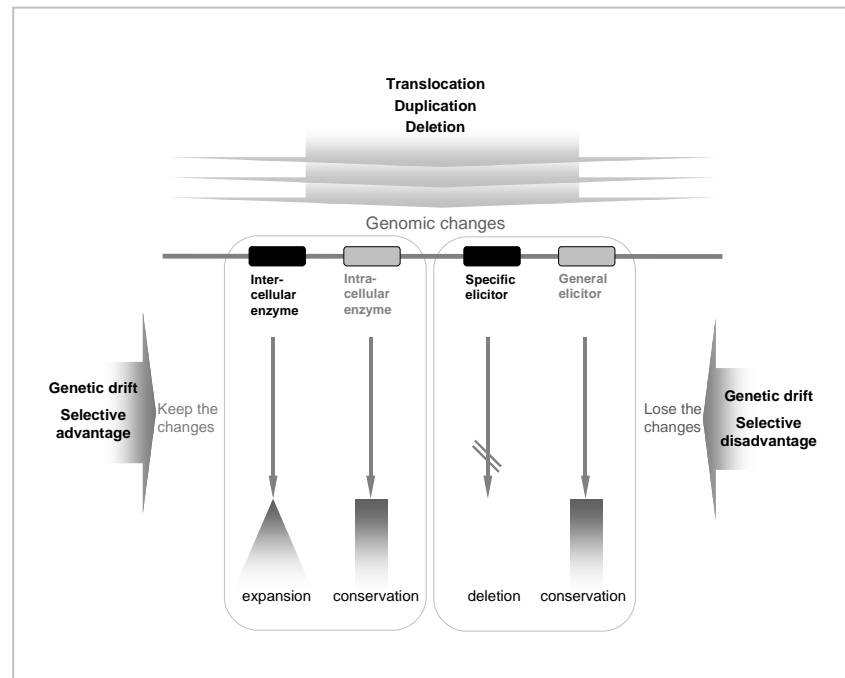 Translocation
Duplication
Deletion
Genomic changes
Inter-
cellular
enzyme
Intra-
cellular
enzyme
Specific
elicitor
General
elicitor
Genetic drift
Selective
advantage
Keep the
changes
Lose the
changes
Genetic drift
Selective
disadvantage
expansion
conservation
deletion
conservation